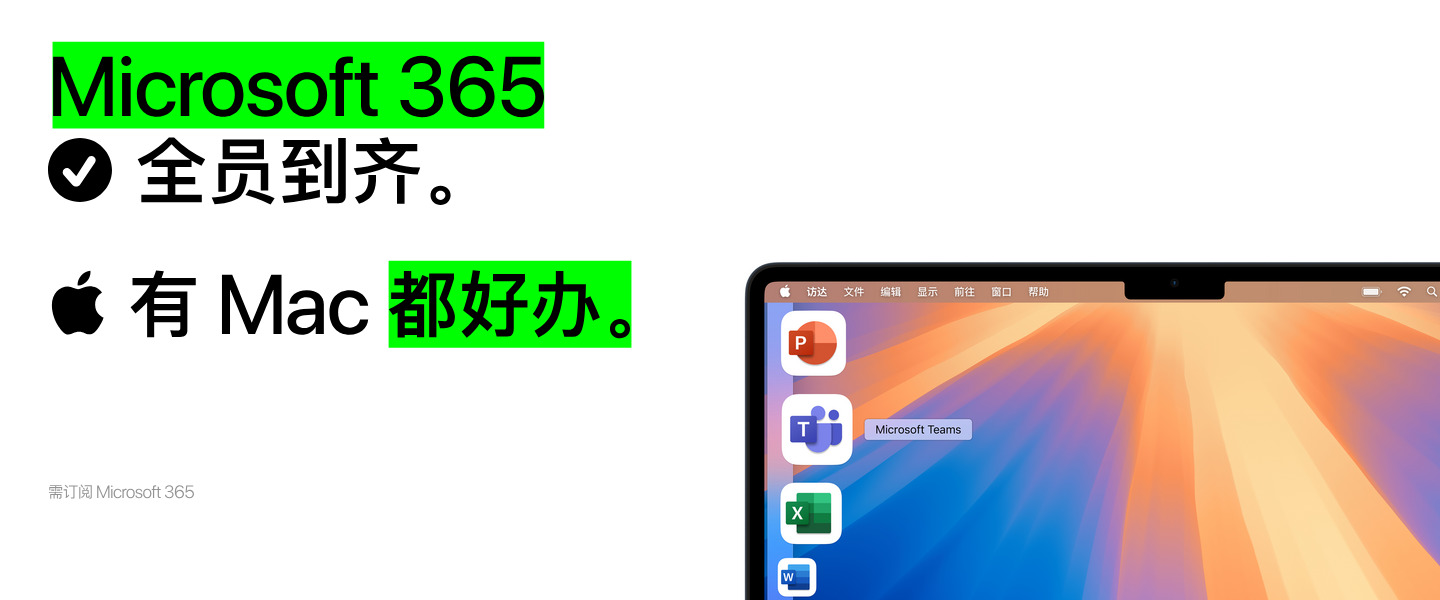 Microsoft 365
全员到齐。
有 Mac 都好办。
需订阅 Microsoft 365
访达 文件 编辑 显示 前往 窗口 帮助
P
T
Microsoft Teams
X
W